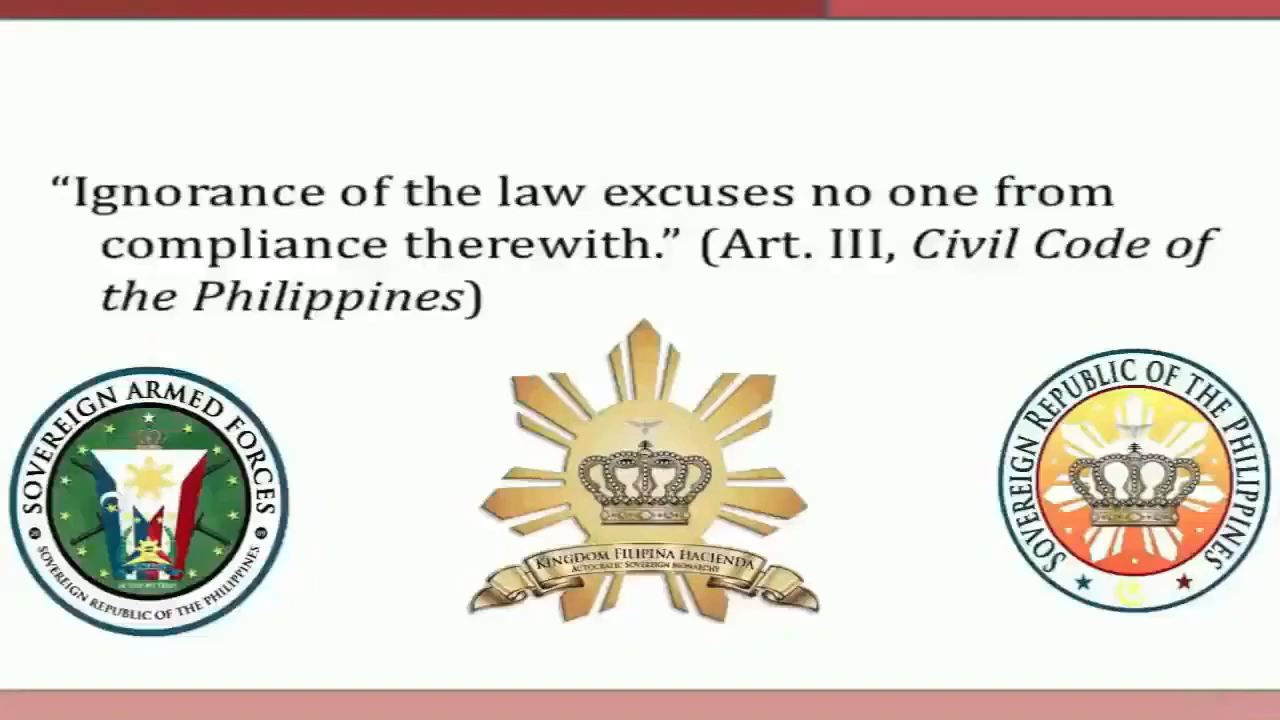 “Ignorance of the law excuses no one from
compliance therewith.” (Art. III, Civil Code of
the Philippines)
SOVEREIGN ARMED FORCES
SOVEREIGN REPUBLIC OF THE PHILIPPINES
KINGDOM FILIPINA HACIENDA
AUTOCRATIC SOVEREIGN MONARCHY
SOVEREIGN REPUBLIC OF THE PHILIPPINES